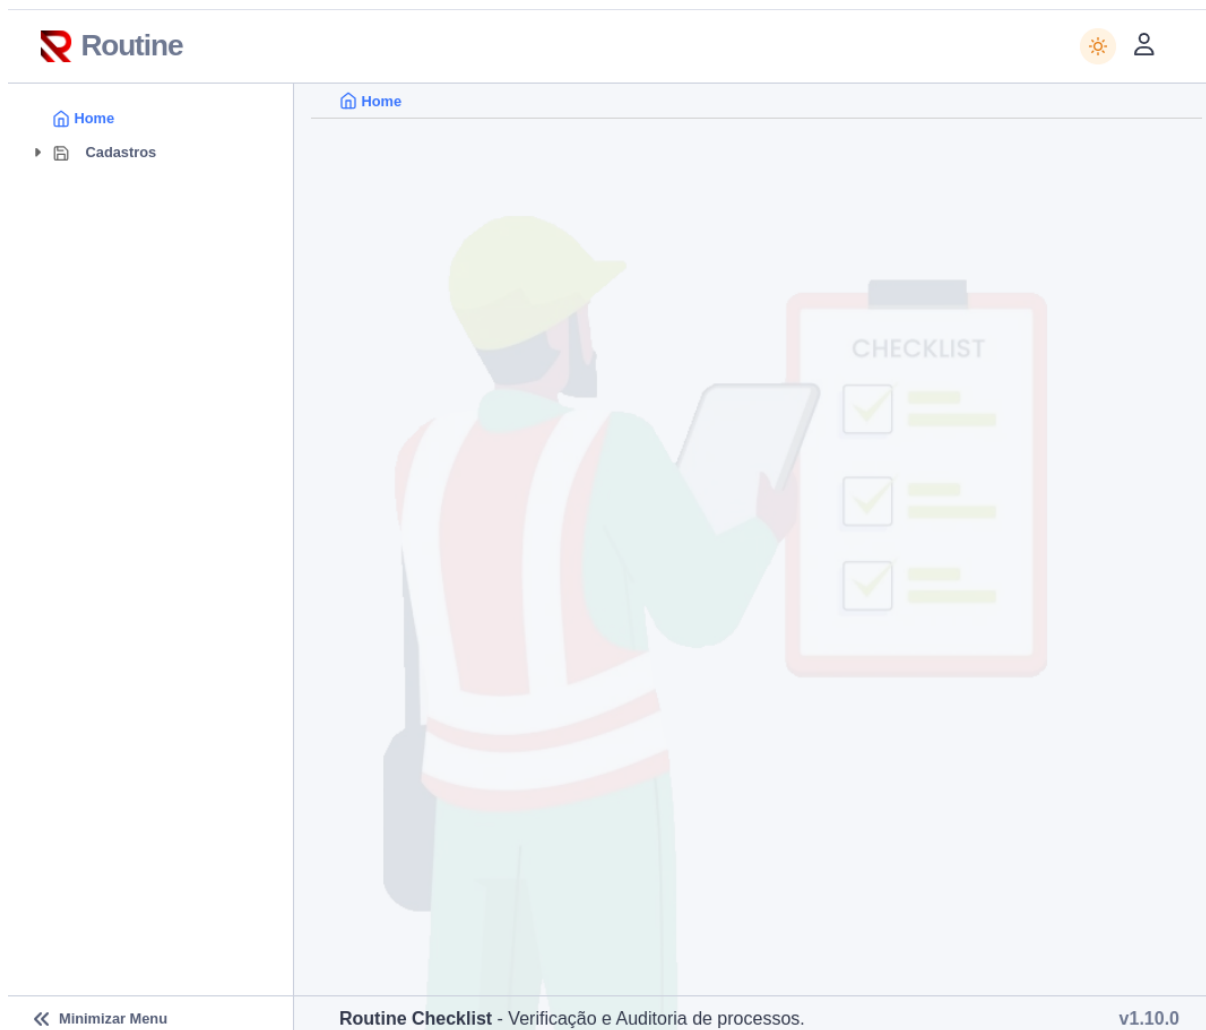 Routine
Home
Home
Cadastros
CHECKLIST
Minimizar Menu
Routine Checklist - Verificação e Auditoria de processos.
v1.10.0